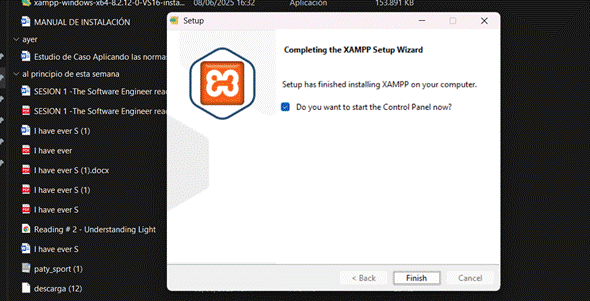 xampp-windows-x64-8.2.12-0-VS16-insta... 08/06/2025 16:32 Aplicación 153.891 KB
MANUAL DE INSTALACIÓN
ayer
Estudio de Caso Aplicando las normas
al principio de esta semana
SESION 1 -The Software Engineer rea
SESION 1 -The Software Engineer rea
I have ever S (1)
I have ever
I have ever S (1).docx
I have ever S (1)
I have ever S
Reading # 2 - Understanding Light
I have ever S
paty_sport (1)
descarga (12)
Setup
Completing the XAMPP Setup Wizard
Setup has finished installing XAMPP on your computer.
Do you want to start the Control Panel now?
< Back
Finish
Cancel